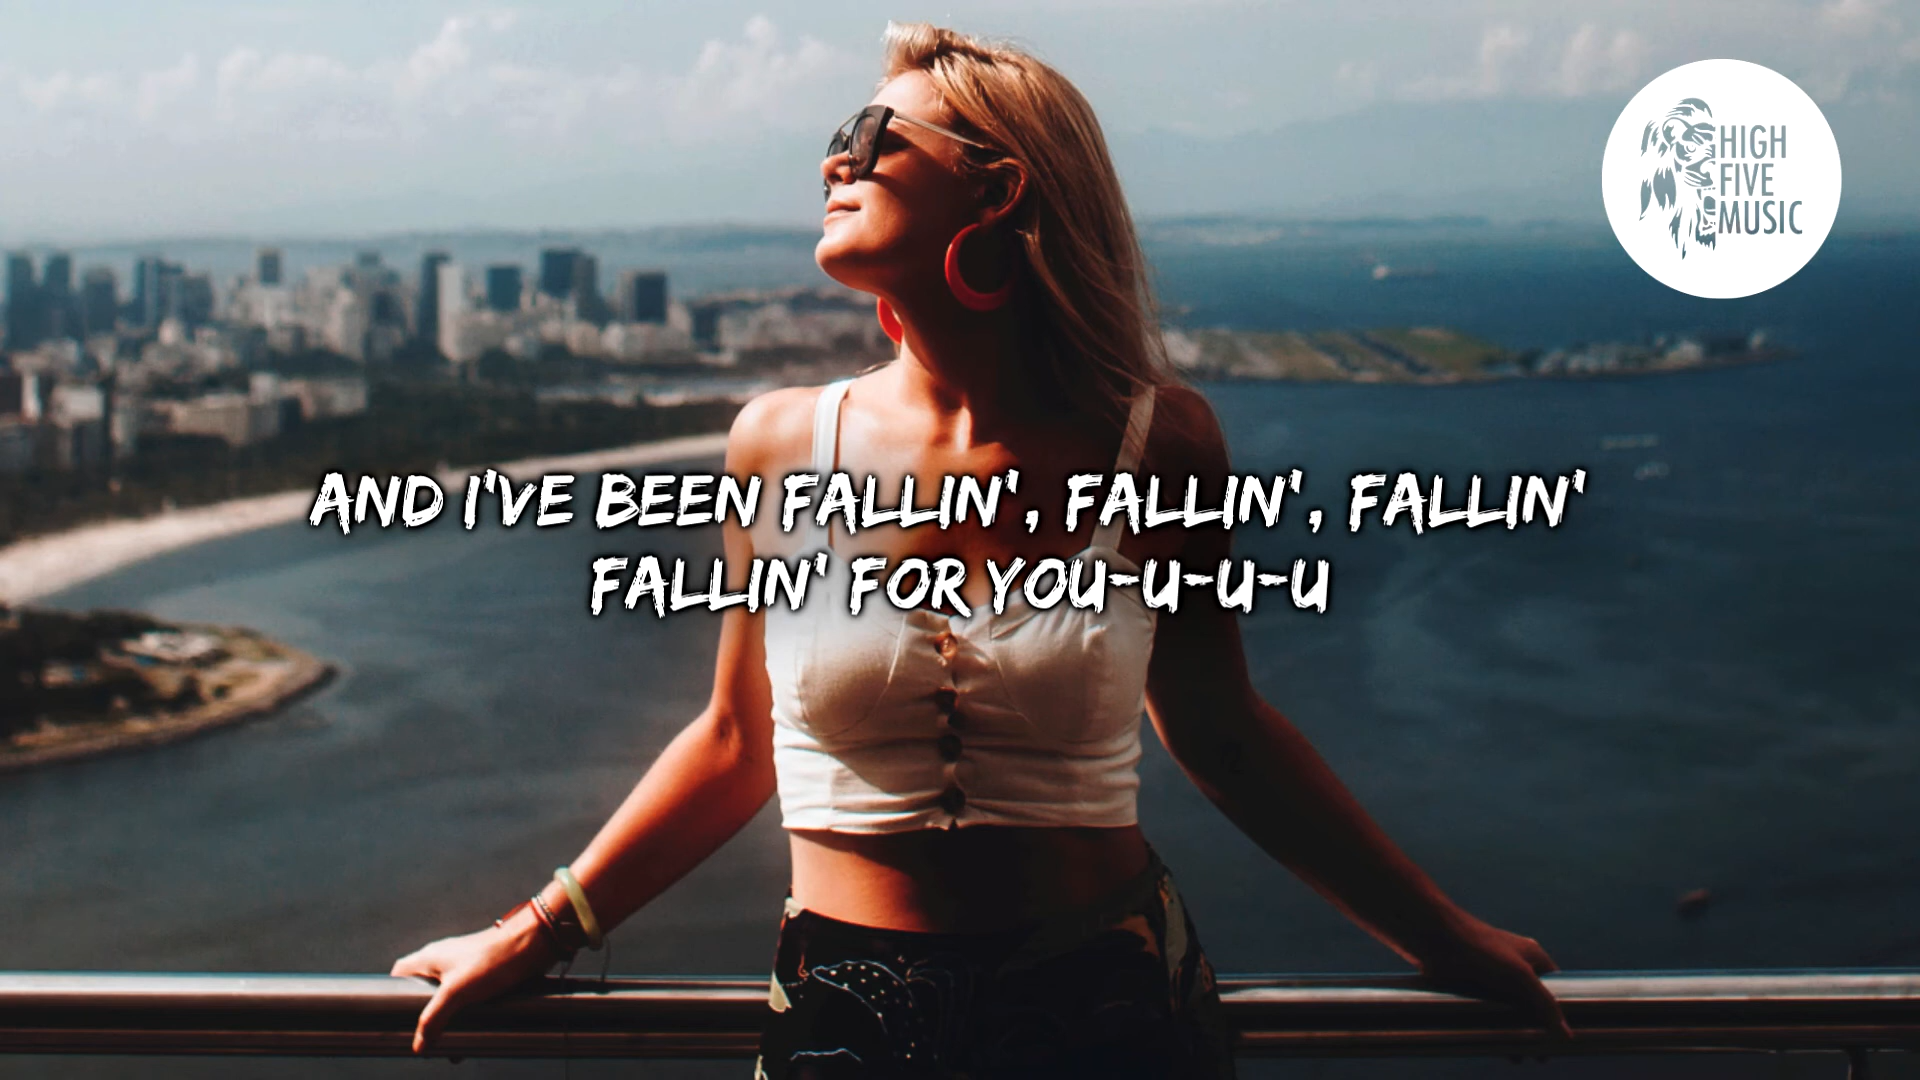 HIGH
FIVE
MUSIC
AND I'VE BEEN FALLIN', FALLIN', FALLIN'
FALLIN' FOR YOU-U-U-U